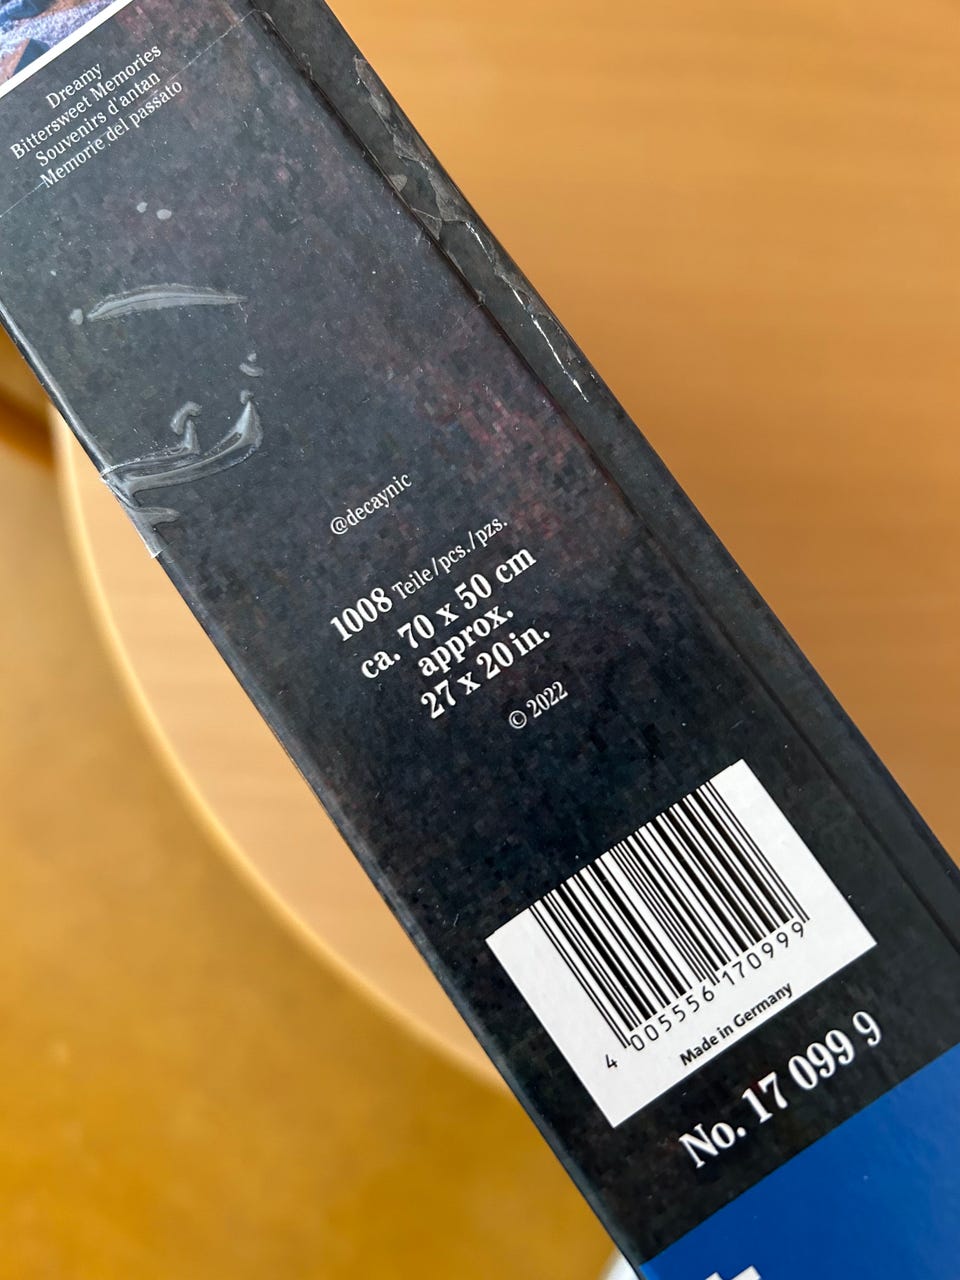 Dreamy
Bittersweet Memories
Souvenirs d'antan
Memorie del passato
@decaynic
1008 Teile/pcs./pzs.
ca. 70 x 50 cm
approx.
27 x 20 in.
© 2022
4 005556 170999
Made in Germany
No. 17 099 9